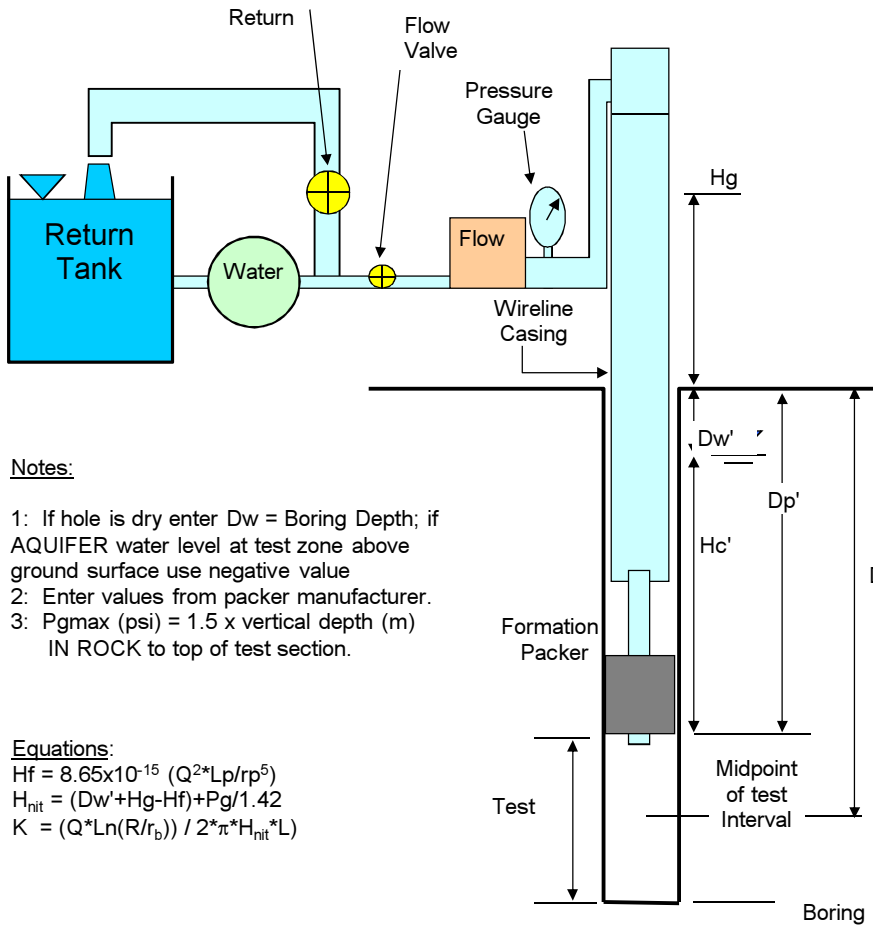 Return
Flow
Valve
Pressure
Gauge
Hg
Return
Tank
Water
Flow
Wireline
Casing
Dw'
Dp'
Hc'
D
Notes:
1: If hole is dry enter Dw = Boring Depth; if
AQUIFER water level at test zone above
ground surface use negative value
2: Enter values from packer manufacturer.
3: Pgmax (psi) = 1.5 x vertical depth (m)
IN ROCK to top of test section.
Formation
Packer
Equations:
Hf = 8.65x10⁻¹⁵ (Q²*Lp/rp⁵)
Hₙᵢₜ = (Dw'+Hg-Hf)+Pg/1.42
K = (Q*Ln(R/r_b)) / 2*π*Hₙᵢₜ*L)
Test
Midpoint
of test
Interval
Boring